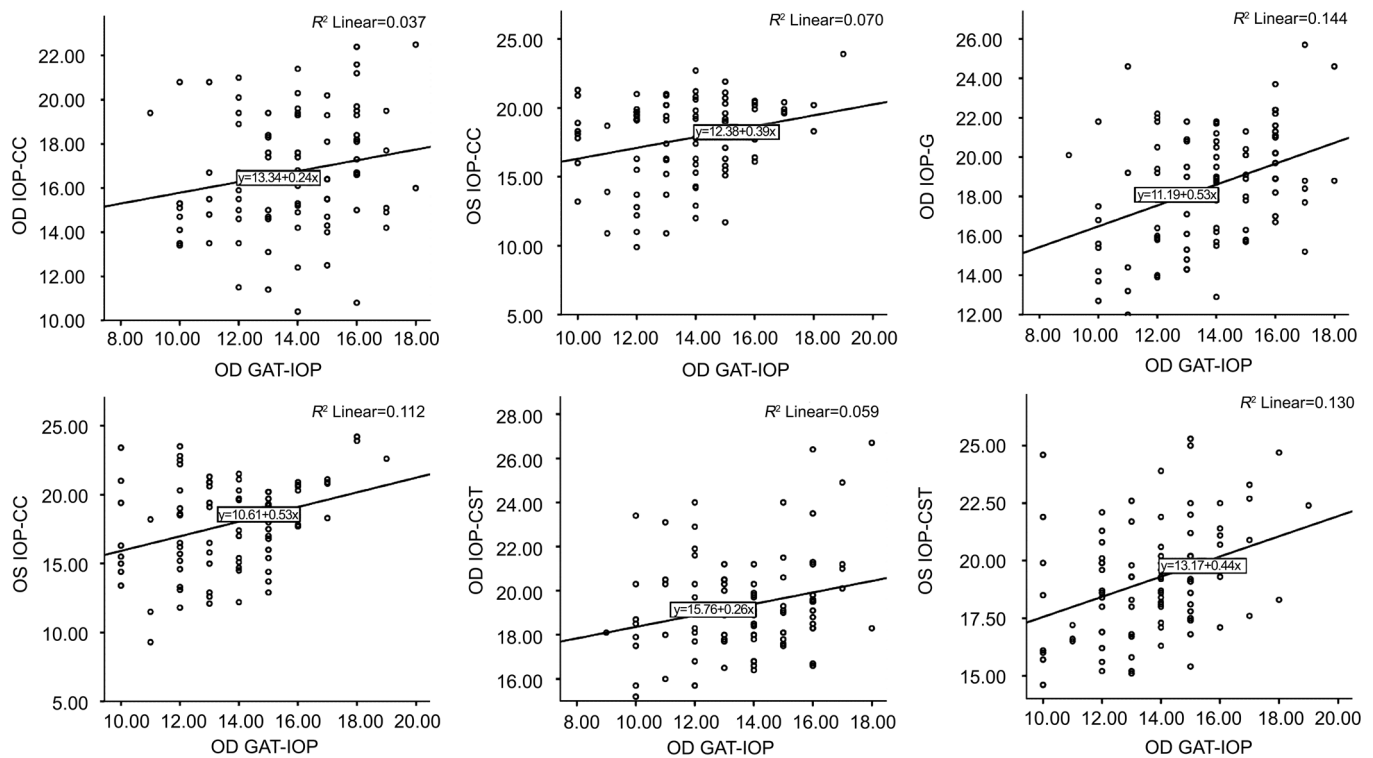 R² Linear=0.037
OD IOP-CC
22.00
20.00
18.00
16.00
14.00
12.00
10.00
y=13.34+0.24x
8.00 10.00 12.00 14.00 16.00 18.00
OD GAT-IOP
R² Linear=0.070
OS IOP-CC
25.00
20.00
15.00
10.00
5.00
y=12.38+0.39x
10.00 12.00 14.00 16.00 18.00 20.00
OD GAT-IOP
R² Linear=0.144
OD IOP-G
26.00
24.00
22.00
20.00
18.00
16.00
14.00
12.00
y=11.19+0.53x
8.00 10.00 12.00 14.00 16.00 18.00
OD GAT-IOP
R² Linear=0.112
OS IOP-CC
25.00
20.00
15.00
10.00
5.00
y=10.61+0.53x
10.00 12.00 14.00 16.00 18.00 20.00
OD GAT-IOP
R² Linear=0.059
OD IOP-CST
28.00
26.00
24.00
22.00
20.00
18.00
16.00
y=15.76+0.26x
8.00 10.00 12.00 14.00 16.00 18.00
OD GAT-IOP
R² Linear=0.130
OS IOP-CST
25.00
22.50
20.00
17.50
15.00
y=13.17+0.44x
10.00 12.00 14.00 16.00 18.00 20.00
OD GAT-IOP